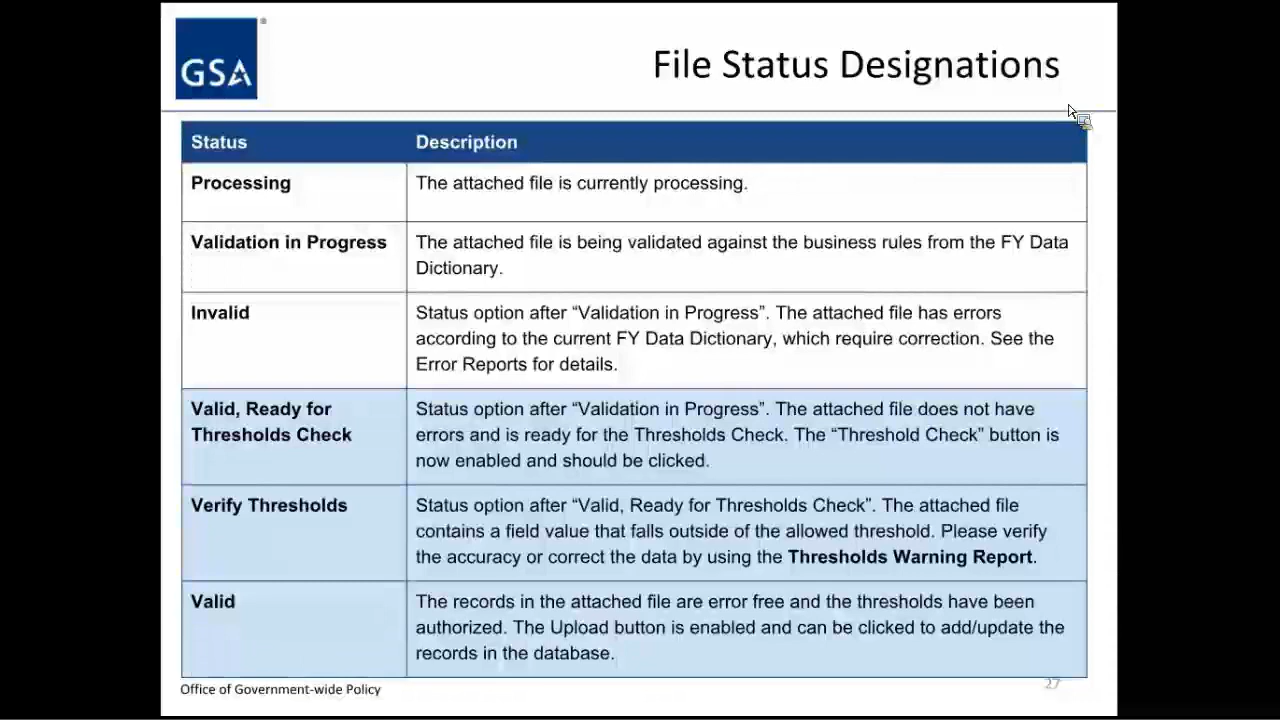 GSA
File Status Designations
Status Description
Processing The attached file is currently processing.
Validation in Progress The attached file is being validated against the business rules from the FY Data
Dictionary.
Invalid Status option after “Validation in Progress”. The attached file has errors
according to the current FY Data Dictionary, which require correction. See the
Error Reports for details.
Valid, Ready for Status option after “Validation in Progress”. The attached file does not have
Thresholds Check errors and is ready for the Thresholds Check. The “Threshold Check” button is
now enabled and should be clicked.
Verify Thresholds Status option after “Valid, Ready for Thresholds Check”. The attached file
contains a field value that falls outside of the allowed threshold. Please verify
the accuracy or correct the data by using the Thresholds Warning Report.
Valid The records in the attached file are error free and the thresholds have been
authorized. The Upload button is enabled and can be clicked to add/update the
records in the database.
Office of Government-wide Policy
27